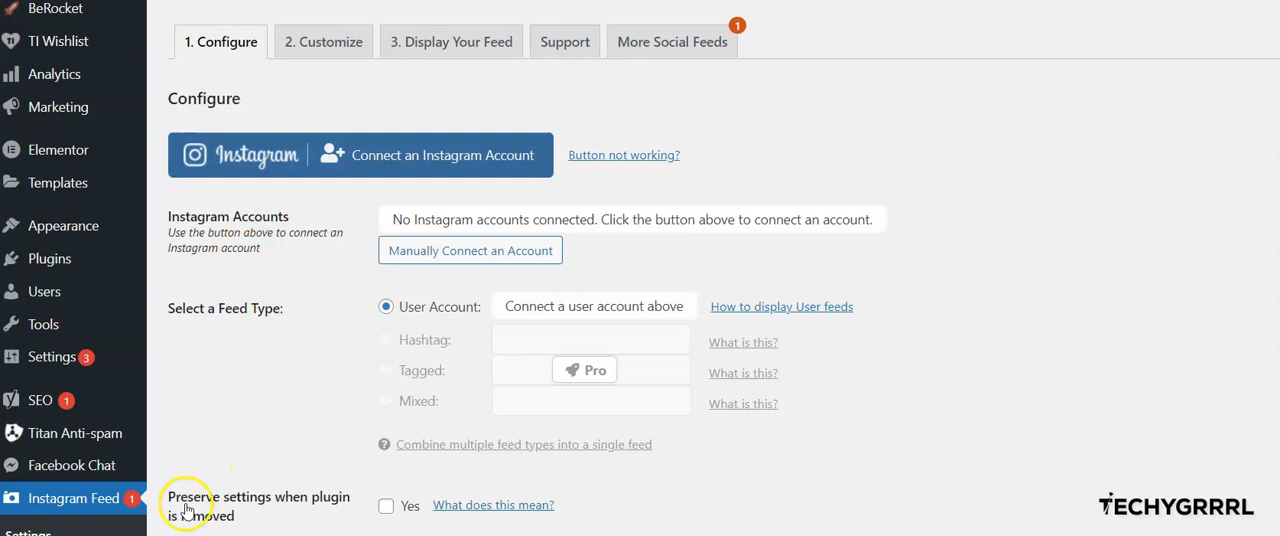 BeRocket
TI Wishlist
Analytics
Marketing
Elementor
Templates
Appearance
Plugins
Users
Tools
Settings 3
SEO 1
Titan Anti-spam
Facebook Chat
Instagram Feed 1
Settings
1. Configure
2. Customize
3. Display Your Feed
Support
More Social Feeds 1
Configure
Instagram Connect an Instagram Account
Button not working?
Instagram Accounts
Use the button above to connect an
Instagram account
No Instagram accounts connected. Click the button above to connect an account.
Manually Connect an Account
Select a Feed Type:
User Account: Connect a user account above How to display User feeds
Hashtag: What is this?
Tagged: Pro What is this?
Mixed: What is this?
Combine multiple feed types into a single feed
Preserve settings when plugin
is removed
Yes What does this mean?
TECHYGRRRL